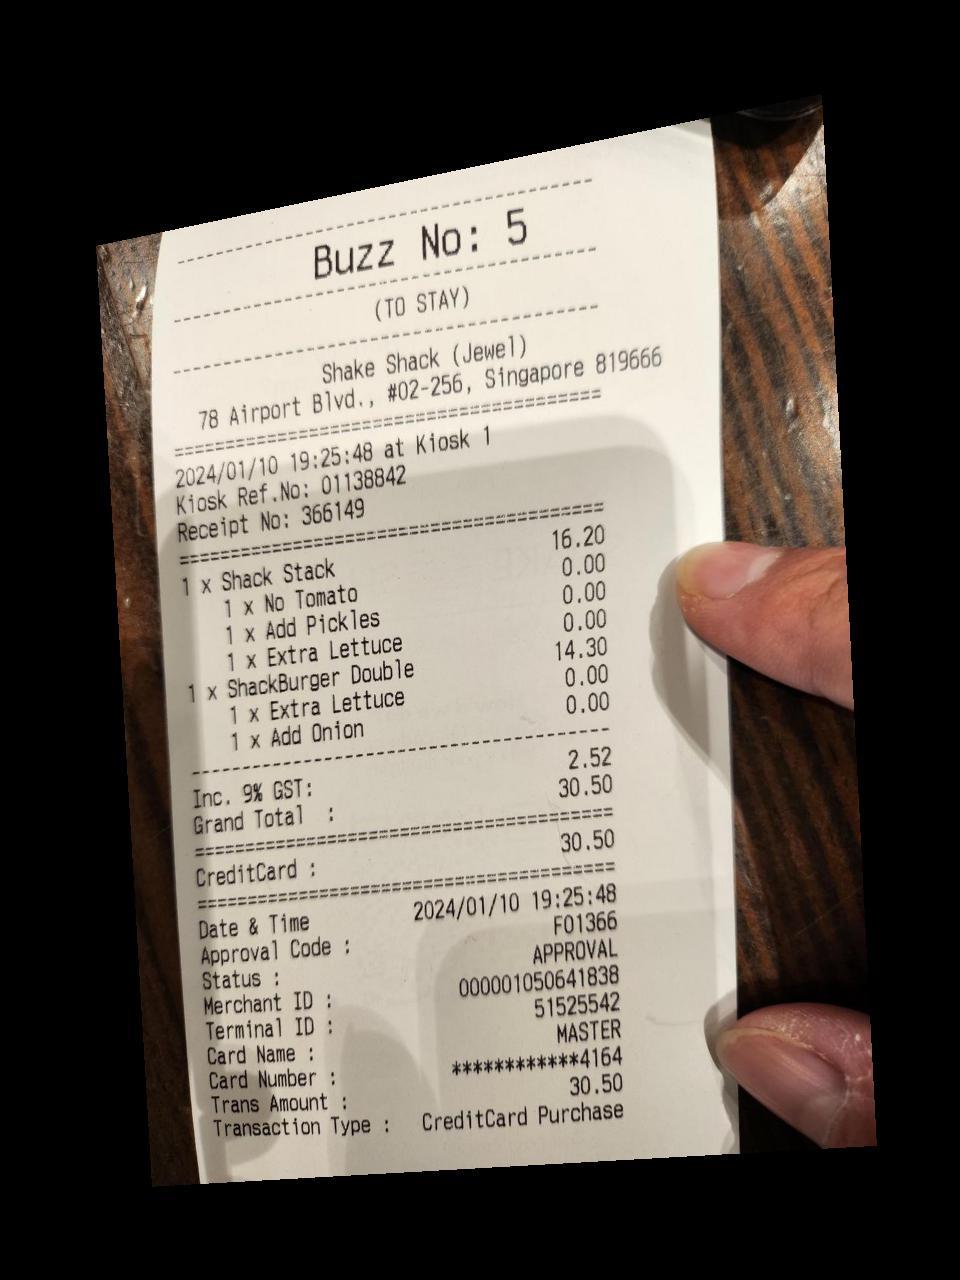 Buzz No: 5
(TO STAY)
Shake Shack (Jewel)
78 Airport Blvd., #02-256, Singapore 819666
2024/01/10 19:25:48 at Kiosk 1
Kiosk Ref.No: 01138842
Receipt No: 366149
1 x Shack Stack 16.20
1 x No Tomato 0.00
1 x Add Pickles 0.00
1 x Extra Lettuce 0.00
1 x ShackBurger Double 14.30
1 x Extra Lettuce 0.00
1 x Add Onion 0.00
Inc. 9% GST: 2.52
Grand Total : 30.50
CreditCard : 30.50
Date & Time 2024/01/10 19:25:48
Approval Code : F01366
Status : APPROVAL
Merchant ID : 000001050641838
Terminal ID : 51525542
Card Name : MASTER
Card Number : ************4164
Trans Amount : 30.50
Transaction Type : CreditCard Purchase